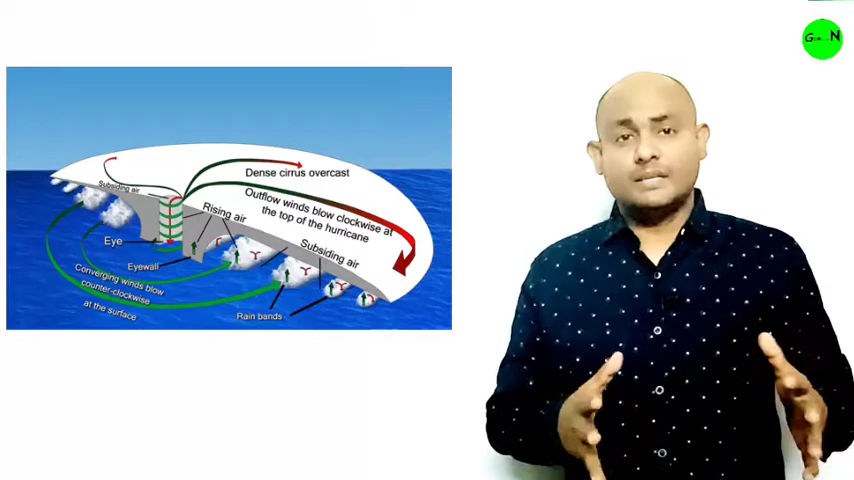 Subsiding air
Dense cirrus overcast
Outflow winds blow clockwise at
the top of the hurricane
Rising air
Subsiding air
Eye
Eyewall
Converging winds blow
counter-clockwise
at the surface
Rain bands